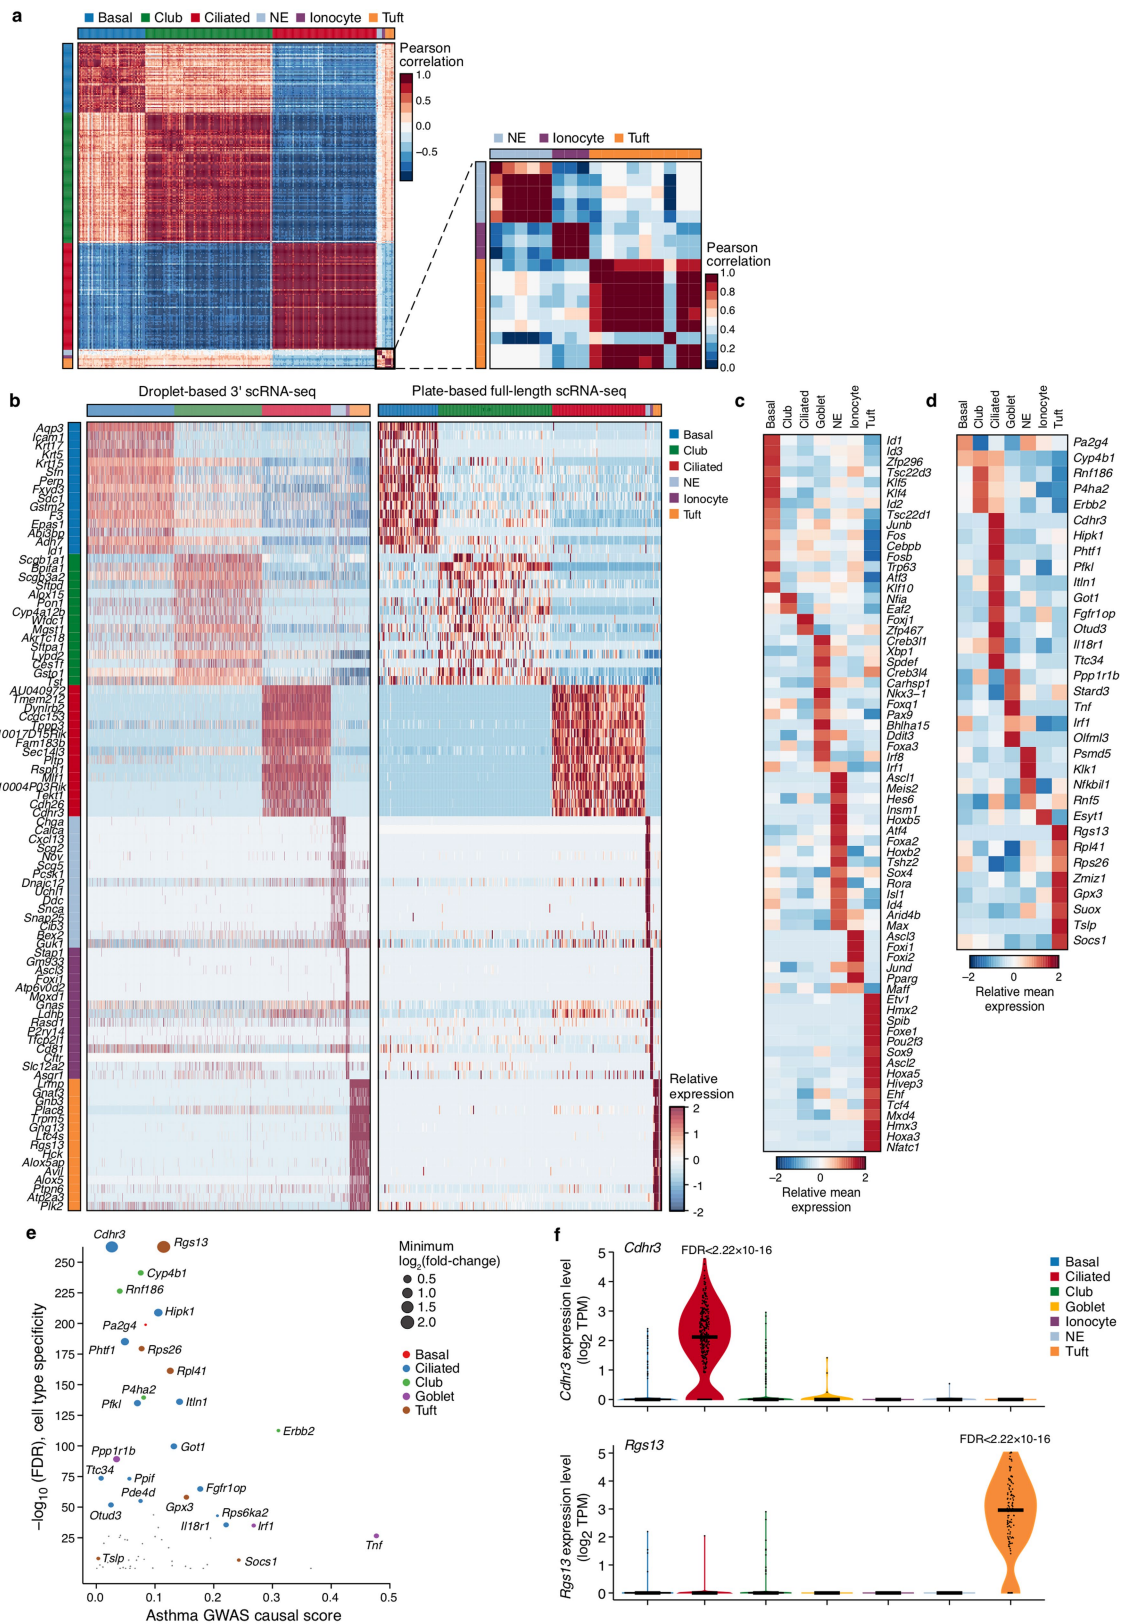 a
Basal Club Ciliated NE Ionocyte Tuft
Pearson
correlation
1.0
0.5
0.0
−0.5
NE Ionocyte Tuft
Pearson
correlation
1.0
0.8
0.6
0.4
0.2
0.0
b
Droplet-based 3' scRNA-seq
Plate-based full-length scRNA-seq
Aqp3
Icam1
Krt17
Krt5
Krt15
Sfn
Perp
Fxyd3
Sdc1
Gstm2
F3
Epas1
Abi3bp
Adh7
Id1
Scgb1a1
Bpifa1
Scgb3a2
Sftpd
Alox15
Pon1
Cyp4a12b
Wfdc1
Mgst1
Akr1c18
Sftpa1
Lypd2
Ces1f
Gsto1
Tst
AU040972
Tmem212
Dynlrb2
Ccdc153
Tppp3
0017D15Rik
Fam183b
Sec14l3
Pltp
Rsph1
Mlf1
0004P03Rik
Tekt1
Cdh26
Cdhr3
Chga
Calca
Cxcl13
Scg2
Nov
Scg5
Pcsk1
Dnajc12
Uchl1
Ddc
Snca
Snap25
Cib3
Bex2
Guk1
Stap1
Gm933
Ascl3
Foxi1
Atp6v0d2
Moxd1
Gnas
Ldhb
Rasd1
P2ry14
Tfcp2l1
Cd81
Cftr
Slc12a2
Asgr1
Lrmp
Gnat3
Gnb3
Plac8
Trpm5
Gng13
Ltc4s
Rgs13
Hck
Alox5ap
Avil
Alox5
Ptpn6
Atp2a3
Plk2
Basal
Club
Ciliated
NE
Ionocyte
Tuft
Relative
expression
2
1
0
-1
-2
c
Basal
Club
Ciliated
Goblet
NE
Ionocyte
Tuft
Id1
Id3
Zfp296
Tsc22d3
Klf5
Klf4
Id2
Tsc22d1
Junb
Fos
Cebpb
Fosb
Trp63
Atf3
Klf10
Nfia
Eaf2
Foxj1
Zfp467
Creb3l1
Xbp1
Spdef
Creb3l4
Carhsp1
Nkx3−1
Foxq1
Pax9
Bhlha15
Ddit3
Foxa3
Irf8
Irf1
Ascl1
Meis2
Hes6
Insm1
Hoxb5
Atf4
Foxa2
Hoxb2
Tshz2
Sox4
Rora
Isl1
Id4
Arid4b
Max
Ascl3
Foxi1
Foxi2
Jund
Pparg
Maff
Etv1
Hmx2
Spib
Foxe1
Pou2f3
Sox9
Ascl2
Hoxa5
Hivep3
Ehf
Tcf4
Mxd4
Hmx3
Hoxa3
Nfatc1
−2 0 2
Relative mean
expression
d
Basal
Club
Ciliated
Goblet
NE
Ionocyte
Tuft
Pa2g4
Cyp4b1
Rnf186
P4ha2
Erbb2
Cdhr3
Hipk1
Phtf1
Pfkl
Itln1
Got1
Fgfr1op
Otud3
Il18r1
Ttc34
Ppp1r1b
Stard3
Tnf
Irf1
Olfml3
Psmd5
Klk1
Nfkbil1
Rnf5
Esyt1
Rgs13
Rpl41
Rps26
Zmiz1
Gpx3
Suox
Tslp
Socs1
−2 0 2
Relative mean
expression
e
−log10 (FDR), cell type specificity
250
225
200
175
150
125
100
75
50
25
0.0 0.1 0.2 0.3 0.4 0.5
Asthma GWAS causal score
Cdhr3
Rgs13
Cyp4b1
Rnf186
Hipk1
Pa2g4
Phtf1
Rps26
Rpl41
P4ha2
Pfkl
Itln1
Erbb2
Got1
Ppp1r1b
Ttc34
Ppif
Pde4d
Fgfr1op
Otud3
Gpx3
Rps6ka2
Il18r1
Irf1
Tnf
Tslp
Socs1
Minimum
log2(fold-change)
0.5
1.0
1.5
2.0
Basal
Ciliated
Club
Goblet
Tuft
f
Cdhr3
FDR<2.22×10-16
Cdhr3 expression level
(log2 TPM)
5
4
3
2
1
0
Rgs13
FDR<2.22×10-16
Rgs13 expression level
(log2 TPM)
5
4
3
2
1
0
Basal
Ciliated
Club
Goblet
Ionocyte
NE
Tuft